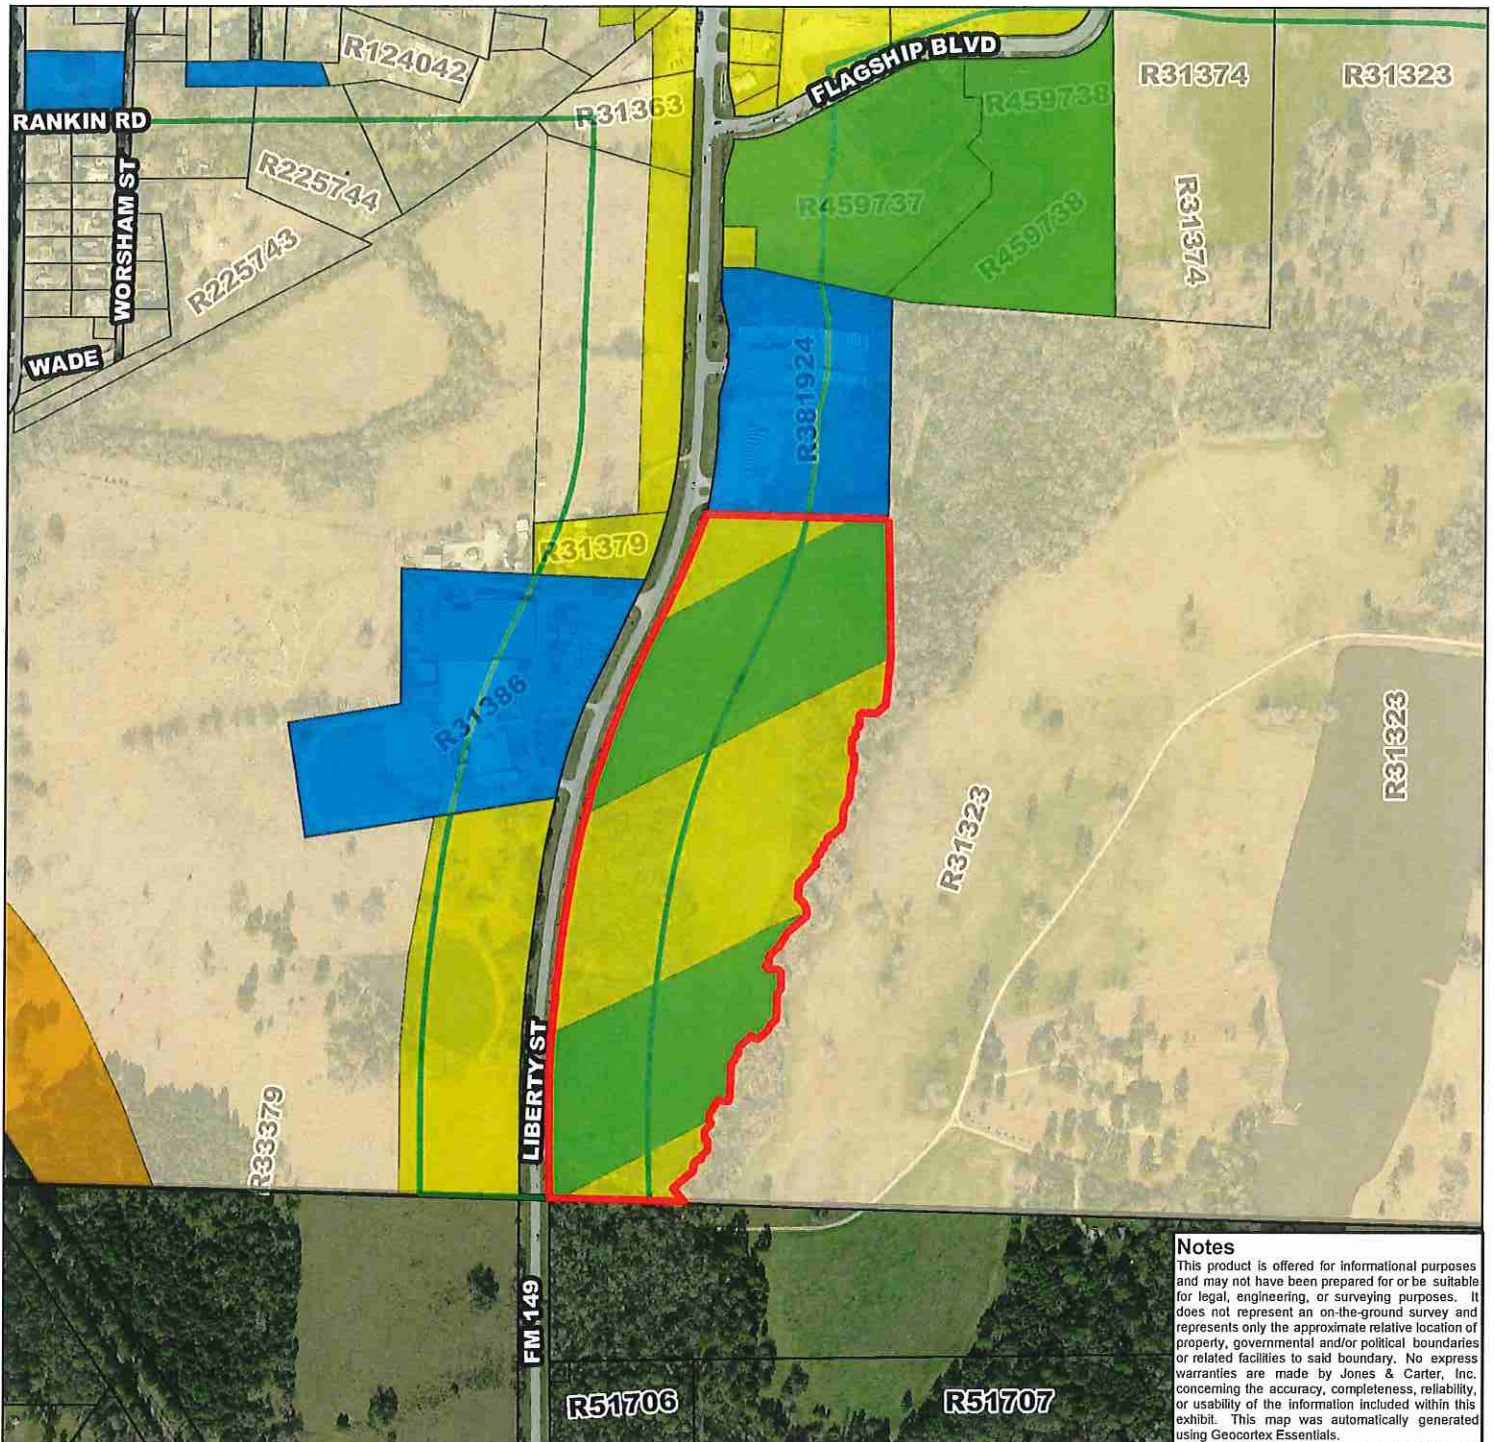 R124042
R31374
R31323
FLAGSHIP BLVD
R459738
R31363
RANKIN RD
R225744
WORSHAM ST
R459737
R459738
R31374
R225743
WADE
R381924
R31379
R31386
R31323
R31323
LIBERTY ST
R33379
FM 149
R51706
R51707
Notes
This product is offered for informational purposes
and may not have been prepared for or be suitable
for legal, engineering, or surveying purposes. It
does not represent an on-the-ground survey and
represents only the approximate relative location of
property, governmental and/or political boundaries
or related facilities to said boundary. No express
warranties are made by Jones & Carter, Inc.
concerning the accuracy, completeness, reliability,
or usability of the information included within this
exhibit. This map was automatically generated
using Geocortex Essentials.